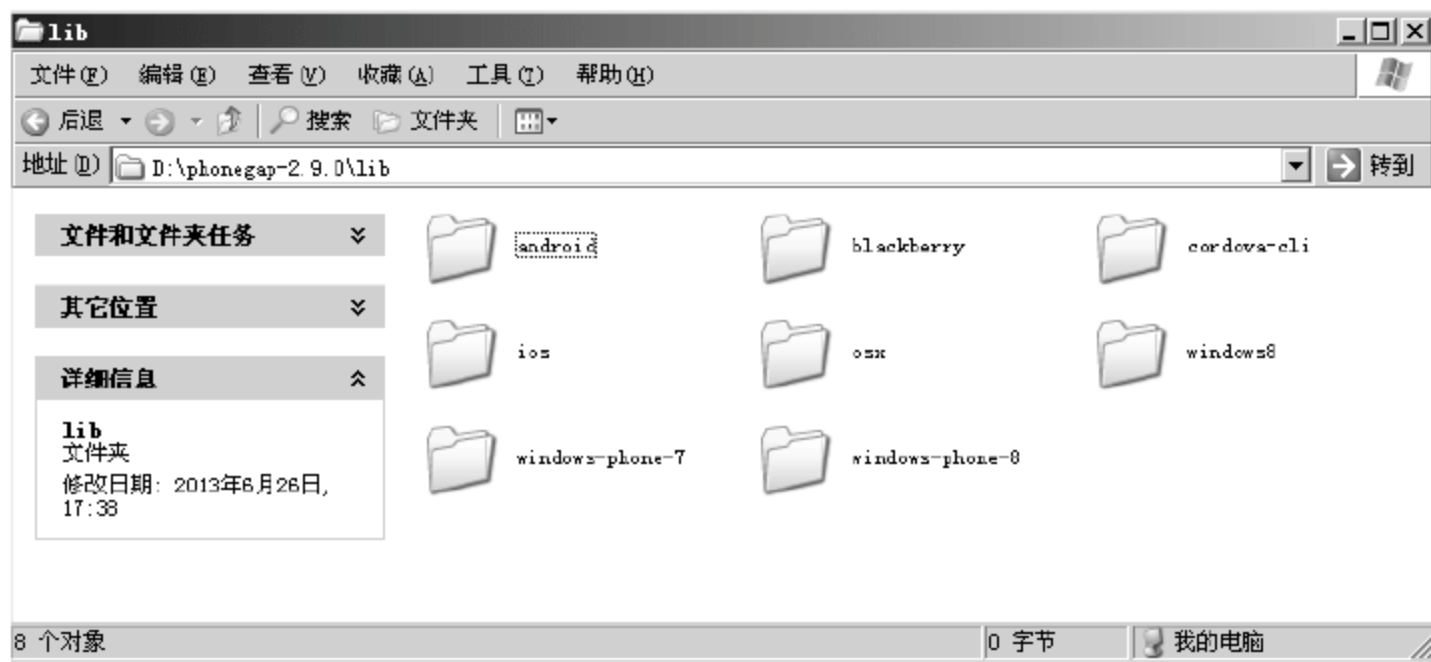 lib
文件(F) 编辑(E) 查看(V) 收藏(A) 工具(T) 帮助(H)
后退 搜索 文件夹
地址(D) D:\phonegap-2.9.0\lib 转到
文件和文件夹任务
其它位置
详细信息
lib
文件夹
修改日期: 2013年6月26日,
17:38
android blackberry cordova-cli
ios osx windows8
windows-phone-7 windows-phone-8
8 个对象 0 字节 我的电脑